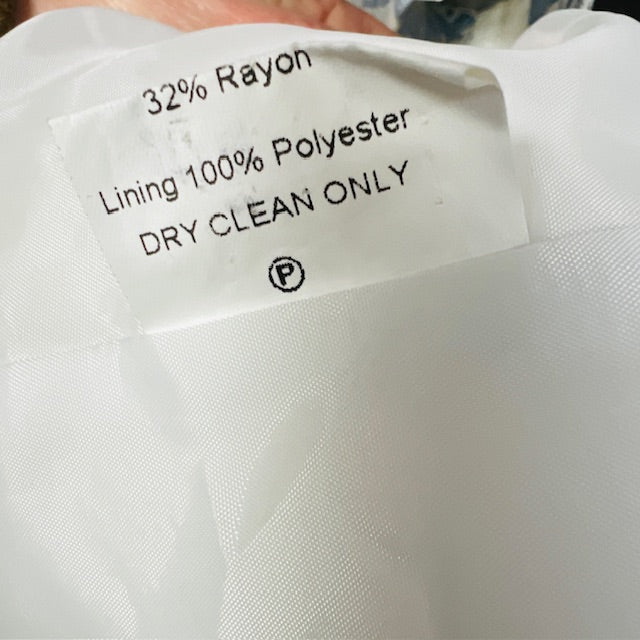 32% Rayon
Lining 100% Polyester
DRY CLEAN ONLY
P